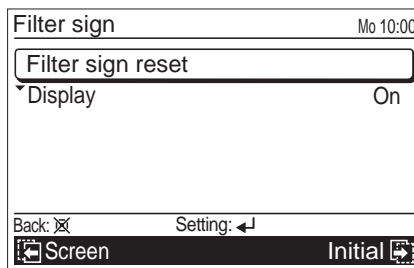 Filter sign Mo 10:00
Filter sign reset
Display On
Back: Setting:
Screen Initial